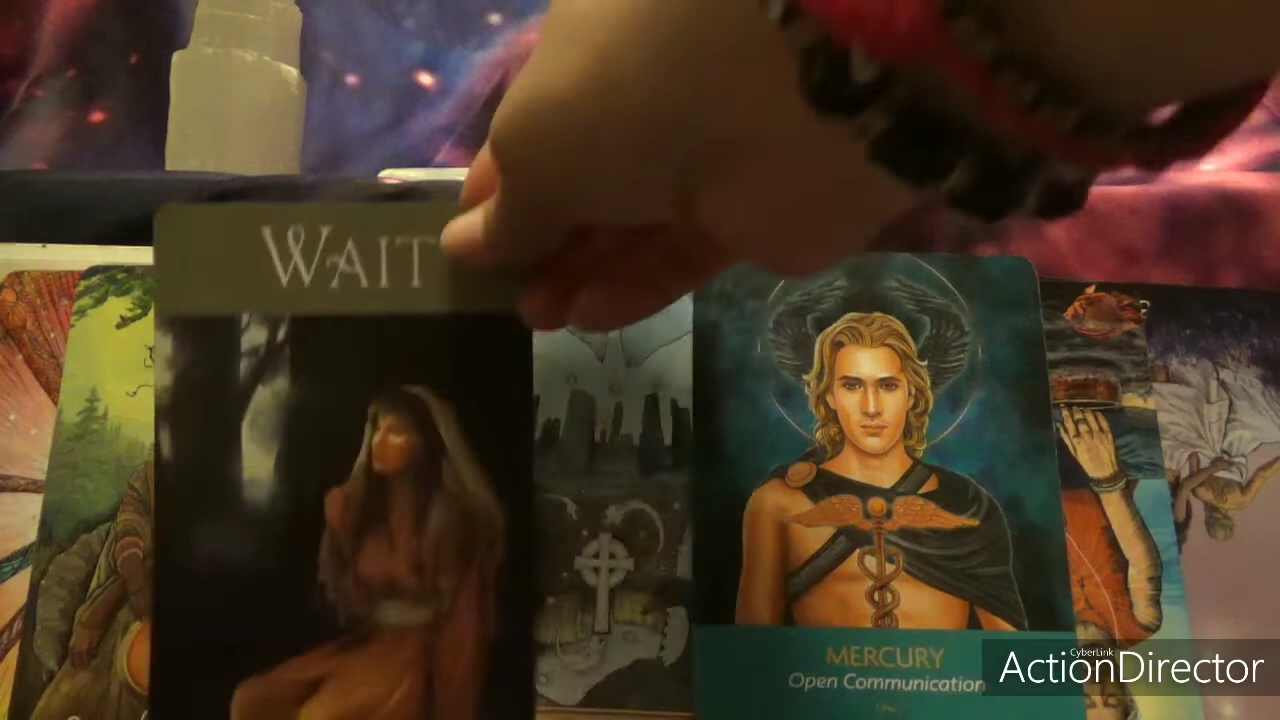 WAIT
MERCURY
Open Communication
CyberLink
ActionDirector